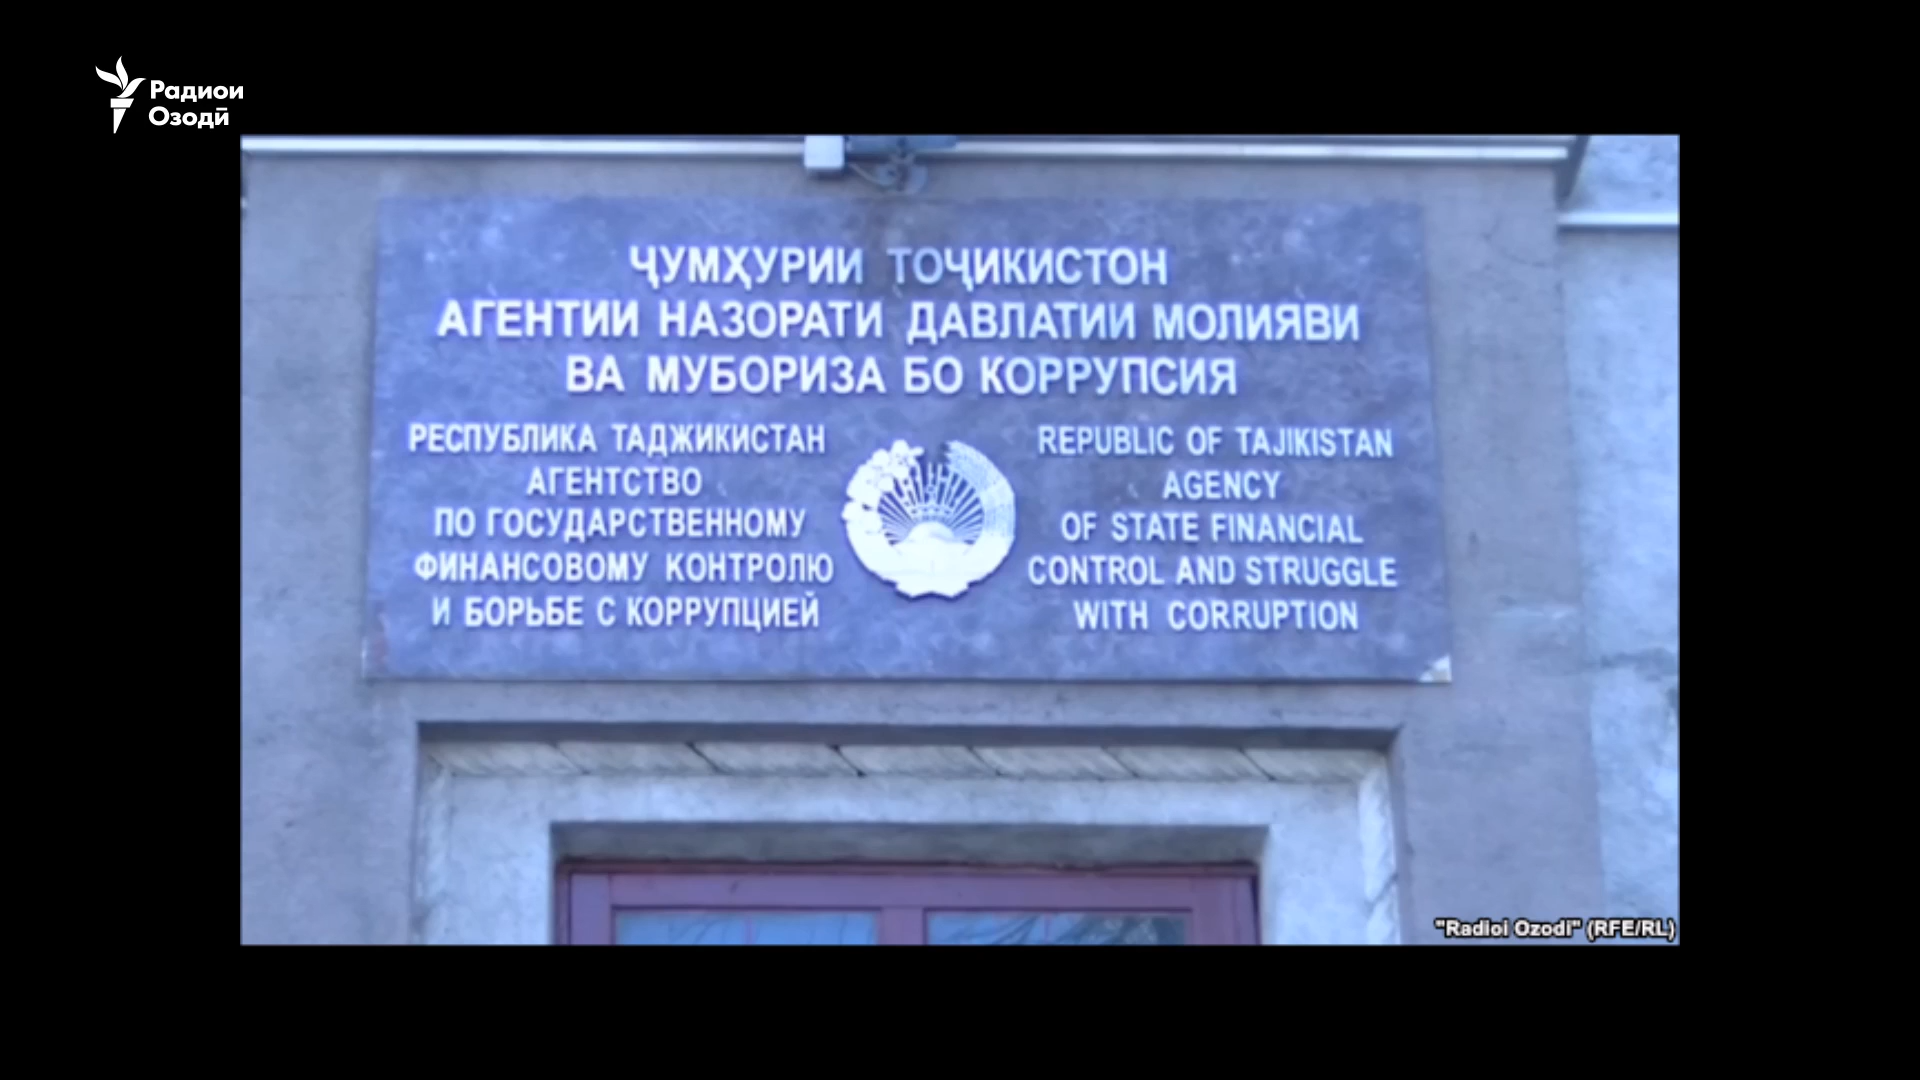 Радиои
Озодӣ
ҶУМҲУРИИ ТОҶИКИСТОН
АГЕНТИИ НАЗОРАТИ ДАВЛАТИИ МОЛИЯВИ
ВА МУБОРИЗА БО КОРРУПСИЯ
РЕСПУБЛИКА ТАДЖИКИСТАН
АГЕНТСТВО
ПО ГОСУДАРСТВЕННОМУ
ФИНАНСОВОМУ КОНТРОЛЮ
И БОРЬБЕ С КОРРУПЦИЕЙ
REPUBLIC OF TAJIKISTAN
AGENCY
OF STATE FINANCIAL
CONTROL AND STRUGGLE
WITH CORRUPTION
"Radioi Ozodi" (RFE/RL)